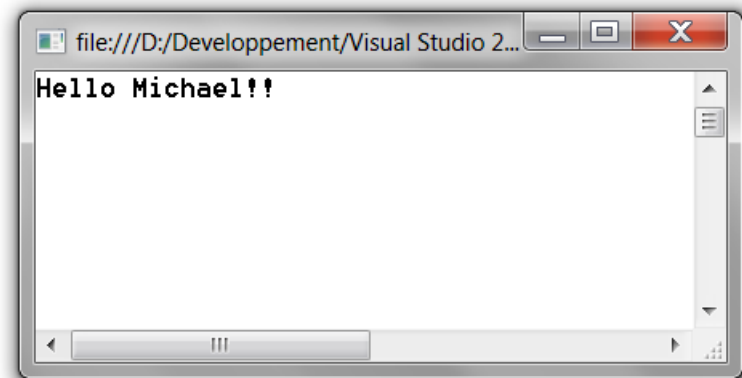 file:///D:/Developpement/Visual Studio 2...
Hello Michael!!